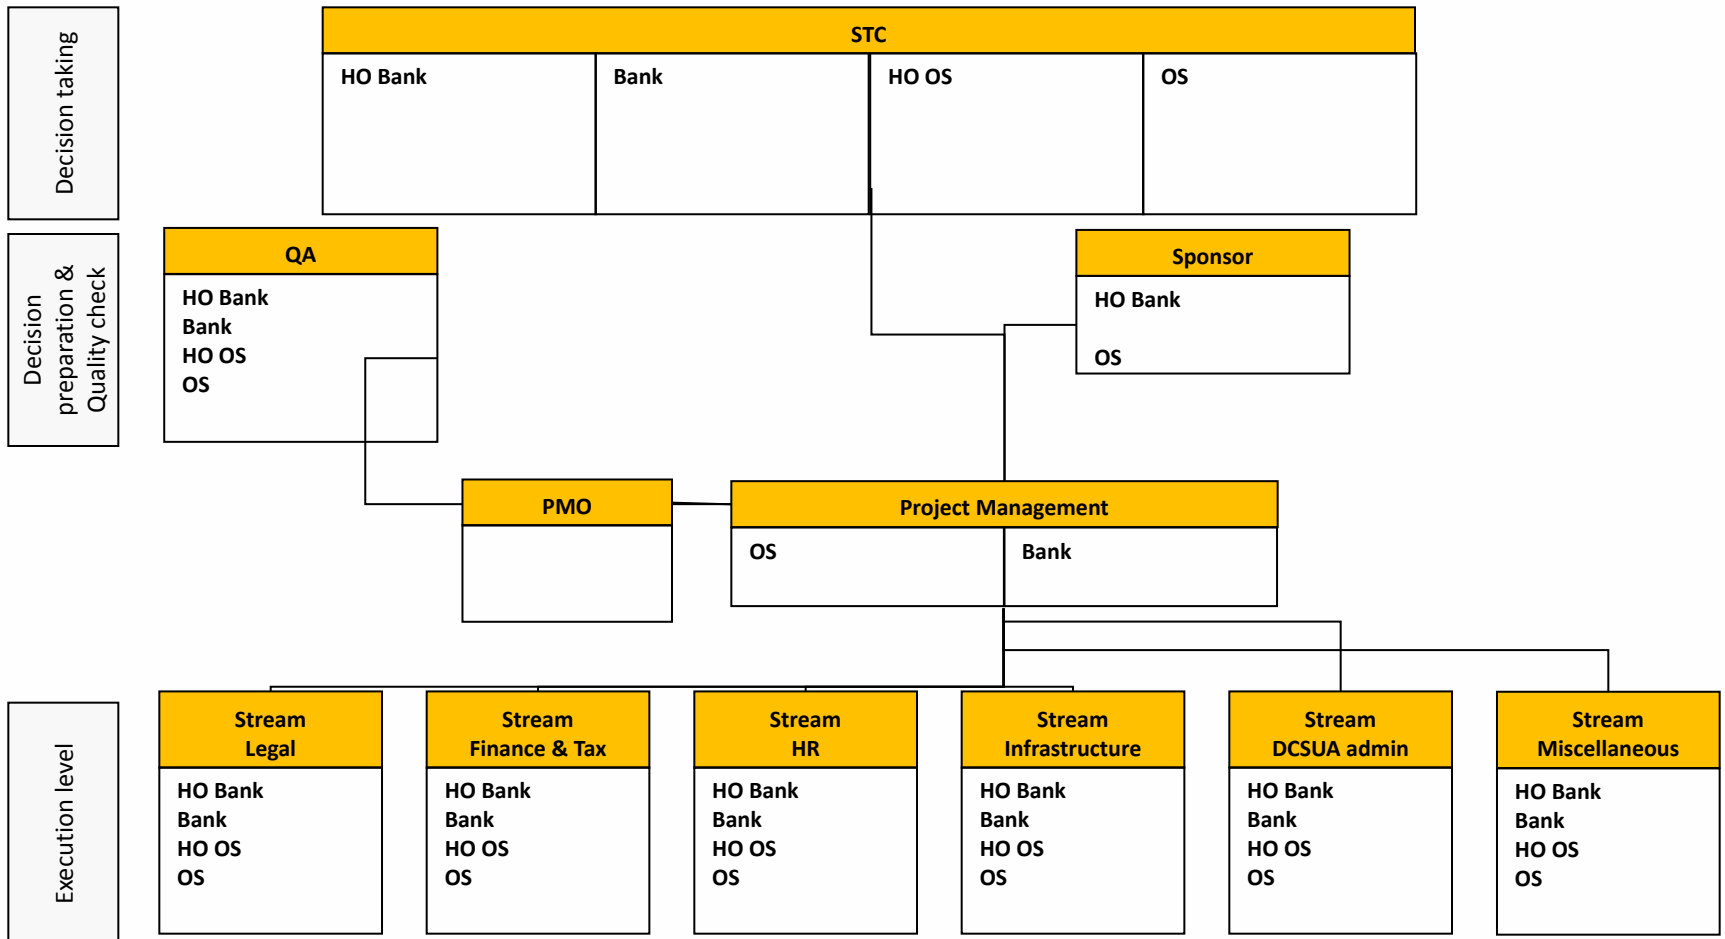 Decision taking
STC
HO Bank
Bank
HO OS
OS
Decision
preparation &
Quality check
QA
HO Bank
Bank
HO OS
OS
Sponsor
HO Bank
OS
PMO
Project Management
OS
Bank
Execution level
Stream
Legal
HO Bank
Bank
HO OS
OS
Stream
Finance & Tax
HO Bank
Bank
HO OS
OS
Stream
HR
HO Bank
Bank
HO OS
OS
Stream
Infrastructure
HO Bank
Bank
HO OS
OS
Stream
DCSUA admin
HO Bank
Bank
HO OS
OS
Stream
Miscellaneous
HO Bank
Bank
HO OS
OS